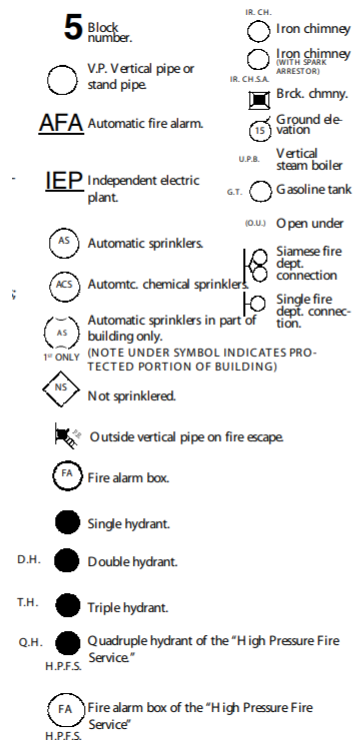 5 Block
number.
V.P. Vertical pipe or
stand pipe.
AFA Automatic fire alarm.
IEP Independent electric
plant.
AS Automatic sprinklers.
ACS Automtc. chemical sprinklers.
AS Automatic sprinklers in part of
building only.
1st ONLY (NOTE UNDER SYMBOL INDICATES PRO-
TECTED PORTION OF BUILDING)
NS Not sprinklered.
Outside vertical pipe on fire escape.
FA Fire alarm box.
Single hydrant.
D.H. Double hydrant.
T.H. Triple hydrant.
Q.H. Quadruple hydrant of the “High Pressure Fire
Service.”
H.P.F.S.
FA Fire alarm box of the “High Pressure Fire
Service”
H.P.F.S.
IR. CH.
Iron chimney
Iron chimney
(WITH SPARK
ARRESTOR)
IR. CH.S.A.
Brck. chmny.
15 Ground ele-
vation
U.P.B. Vertical
steam boiler
G.T. Gasoline tank
(O.U.) Open under
Siamese fire
dept.
connection
Single fire
dept. connec-
tion.